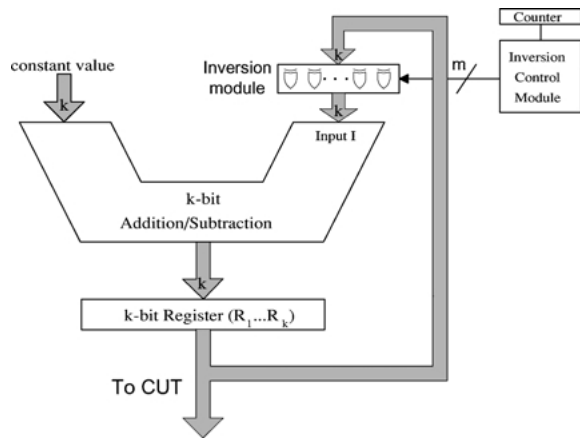 Counter
constant value
Inversion
module
m
Inversion
Control
Module
k
k
k
Input I
k-bit
Addition/Subtraction
k
k-bit Register (R1...Rk)
To CUT